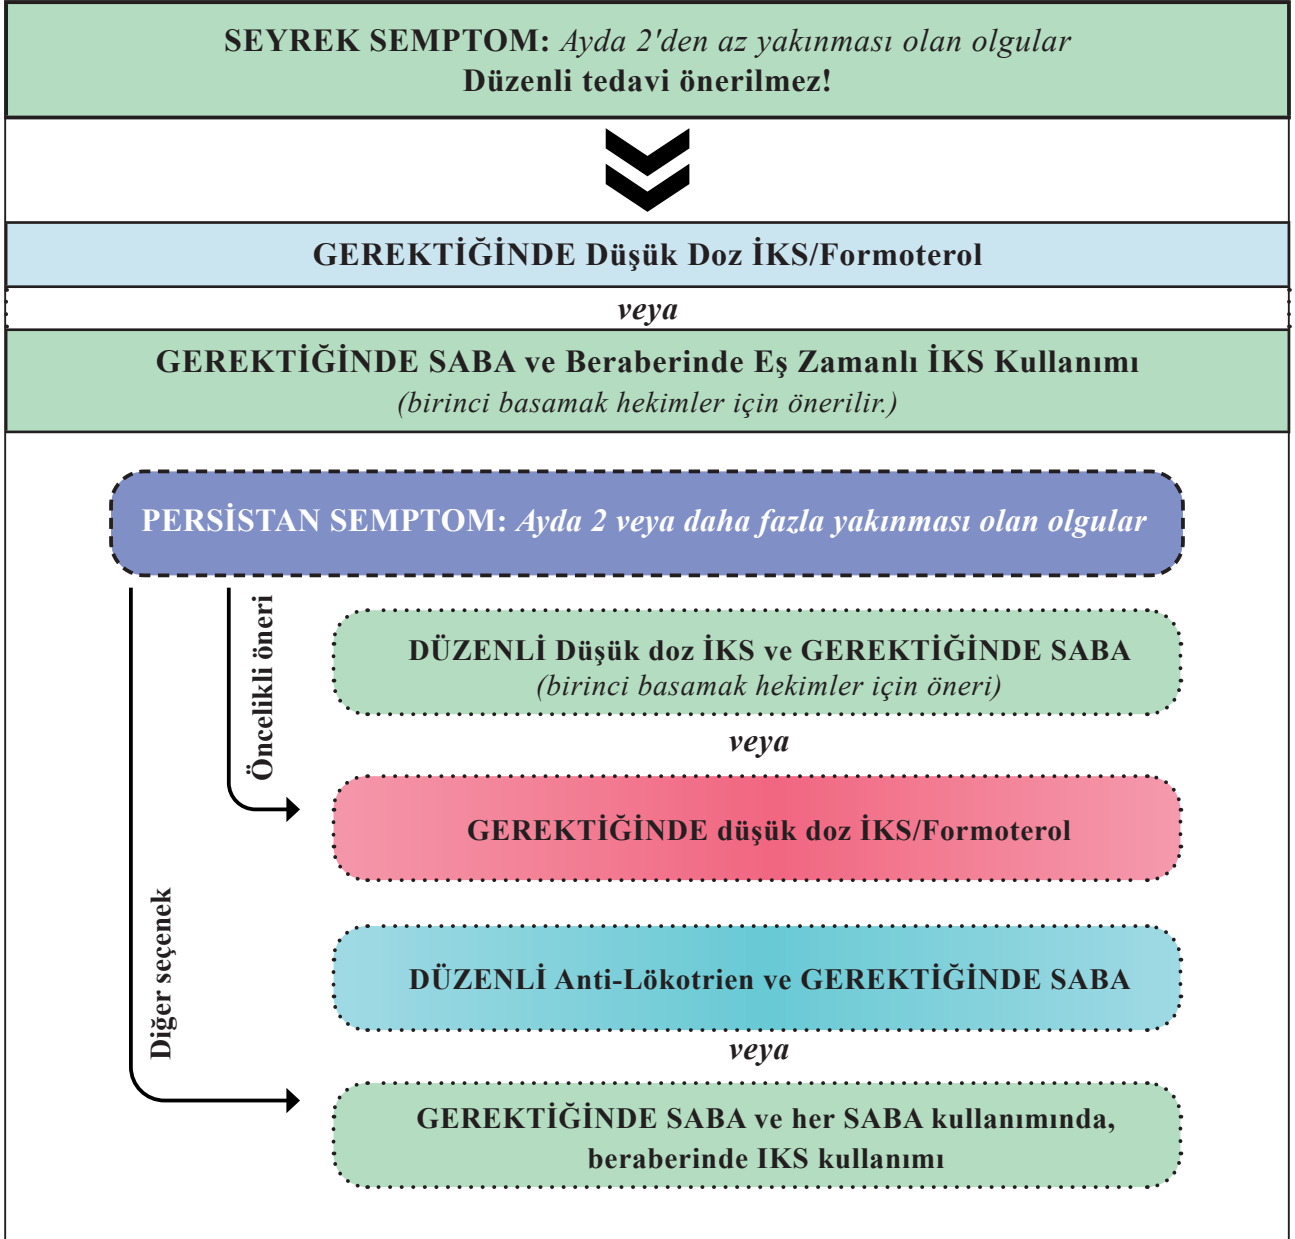 SEYREK SEMPTOM: Ayda 2'den az yakınması olan olgular
Düzenli tedavi önerilmez!
GEREKTİĞİNDE Düşük Doz İKS/Formoterol
veya
GEREKTİĞİNDE SABA ve Beraberinde Eş Zamanlı İKS Kullanımı
(birinci basamak hekimler için önerilir.)
PERSİSTAN SEMPTOM: Ayda 2 veya daha fazla yakınması olan olgular
Öncelikli öneri
DÜZENLİ Düşük doz İKS ve GEREKTİĞİNDE SABA
(birinci basamak hekimler için öneri)
veya
GEREKTİĞİNDE düşük doz İKS/Formoterol
Diğer seçenek
DÜZENLİ Anti-Lökotrien ve GEREKTİĞİNDE SABA
veya
GEREKTİĞİNDE SABA ve her SABA kullanımında,
beraberinde IKS kullanımı